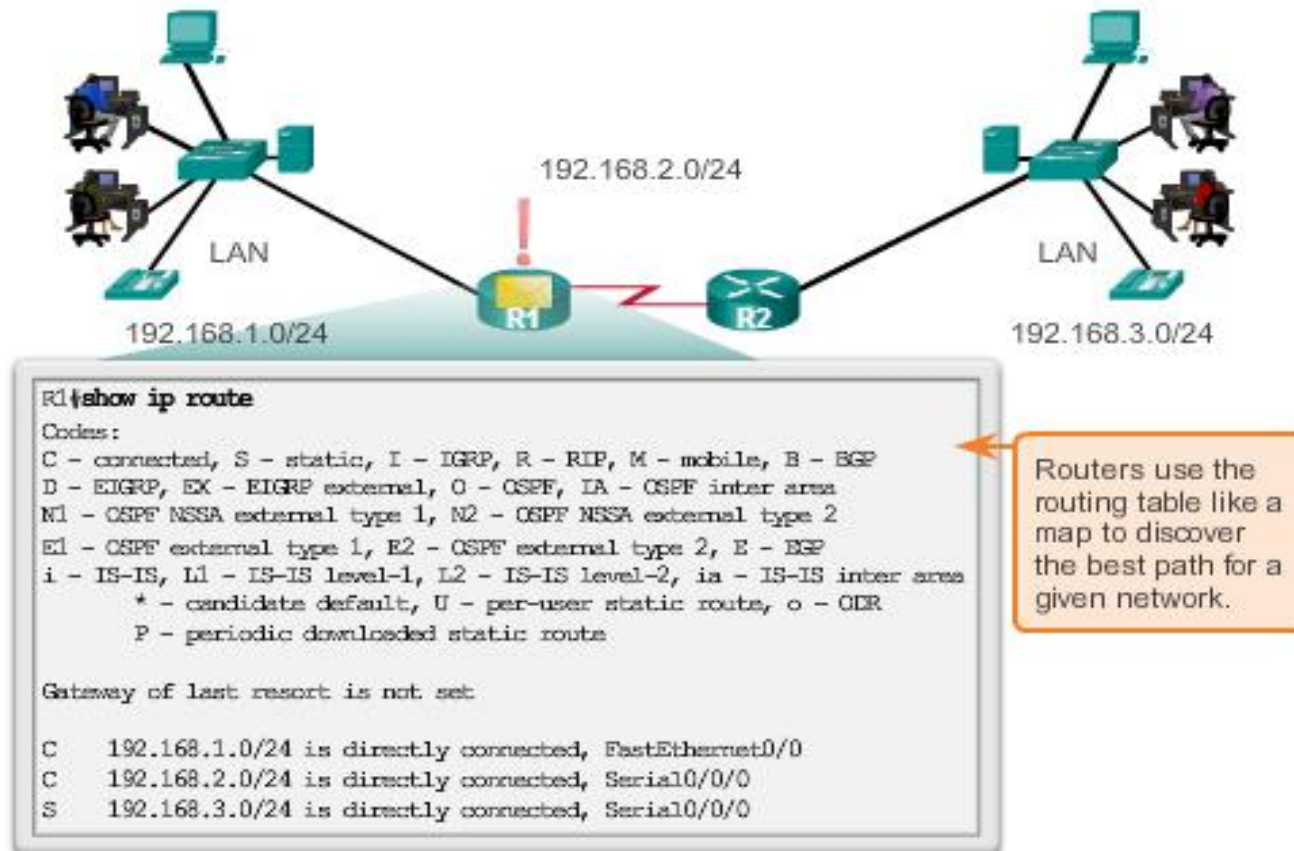 192.168.2.0/24
LAN
LAN
R1
R2
192.168.1.0/24
192.168.3.0/24
R1#show ip route
Codes:
C - connected, S - static, I - IGRP, R - RIP, M - mobile, B - BGP
D - EIGRP, EX - EIGRP external, O - OSPF, IA - OSPF inter area
N1 - OSPF NSSA external type 1, N2 - OSPF NSSA external type 2
E1 - OSPF external type 1, E2 - OSPF external type 2, E - EGP
i - IS-IS, L1 - IS-IS level-1, L2 - IS-IS level-2, ia - IS-IS inter area
* - candidate default, U - per-user static route, o - ODR
P - periodic downloaded static route
Gateway of last resort is not set
C 192.168.1.0/24 is directly connected, FastEthernet0/0
C 192.168.2.0/24 is directly connected, Serial0/0/0
S 192.168.3.0/24 is directly connected, Serial0/0/0
Routers use the
routing table like a
map to discover
the best path for a
given network.